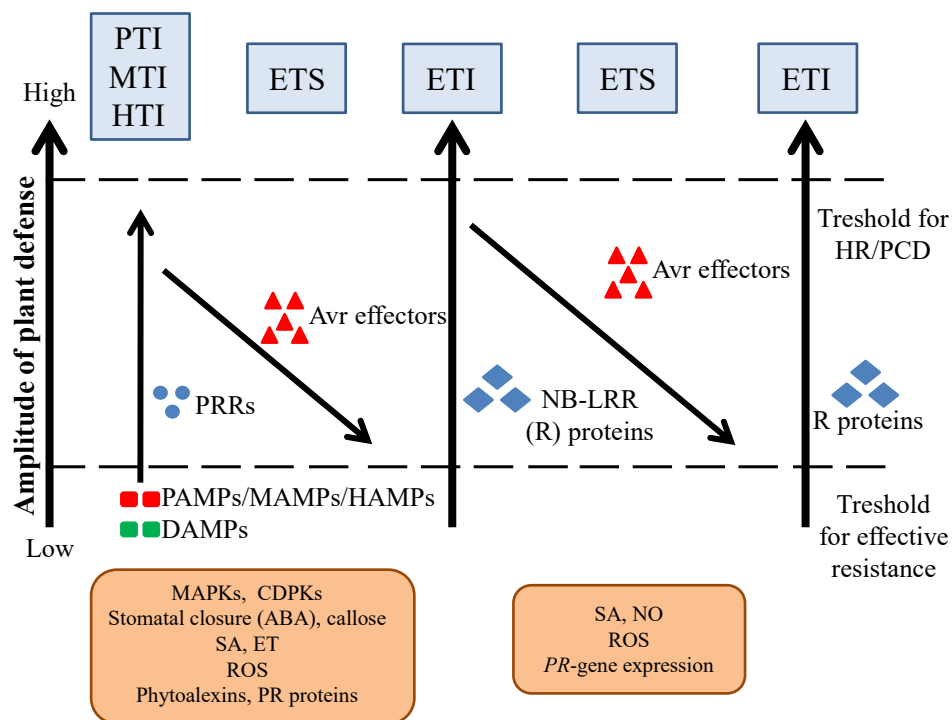 PTI
MTI
HTI
ETS
ETI
ETS
ETI
High
Amplitude of plant defense
Low
Treshold for
HR/PCD
Avr effectors
Avr effectors
PRRs
NB-LRR
(R) proteins
R proteins
PAMPs/MAMPs/HAMPs
DAMPs
Treshold
for effective
resistance
MAPKs, CDPKs
Stomatal closure (ABA), callose
SA, ET
ROS
Phytoalexins, PR proteins
SA, NO
ROS
PR-gene expression